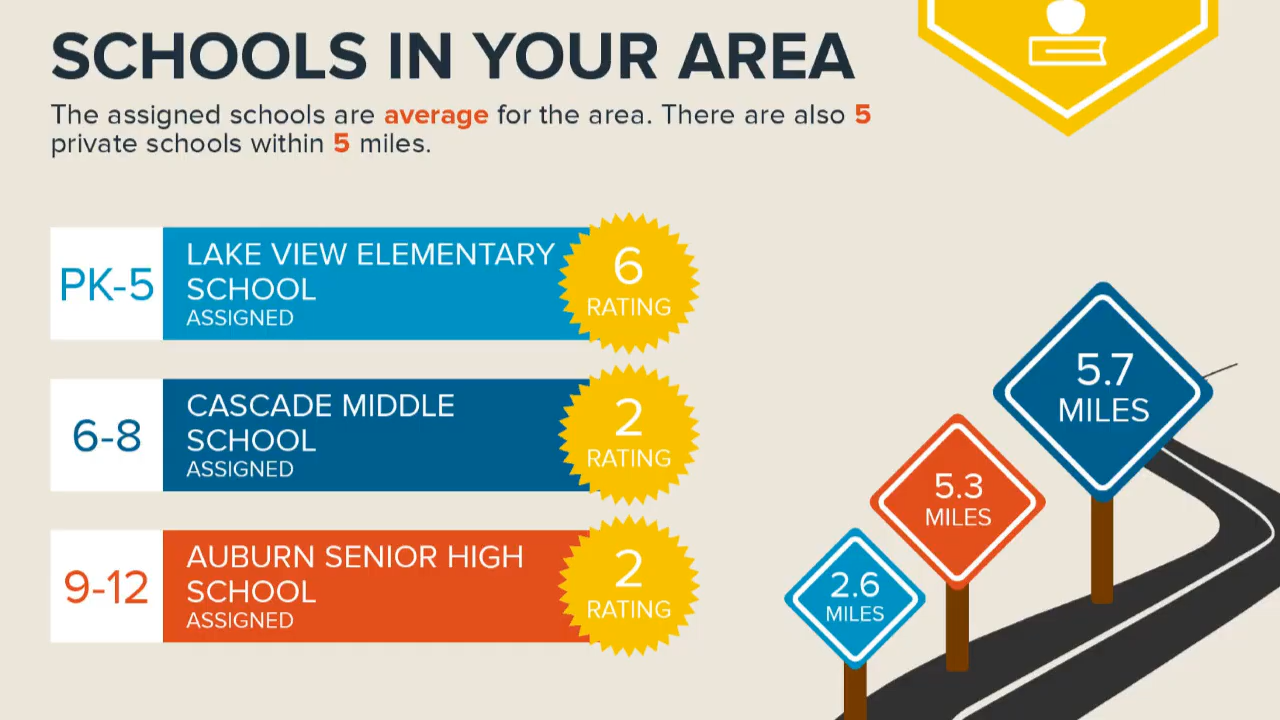 SCHOOLS IN YOUR AREA
The assigned schools are average for the area. There are also 5
private schools within 5 miles.
PK-5
LAKE VIEW ELEMENTARY
SCHOOL
ASSIGNED
6
RATING
6-8
CASCADE MIDDLE
SCHOOL
ASSIGNED
2
RATING
9-12
AUBURN SENIOR HIGH
SCHOOL
ASSIGNED
2
RATING
2.6
MILES
5.3
MILES
5.7
MILES